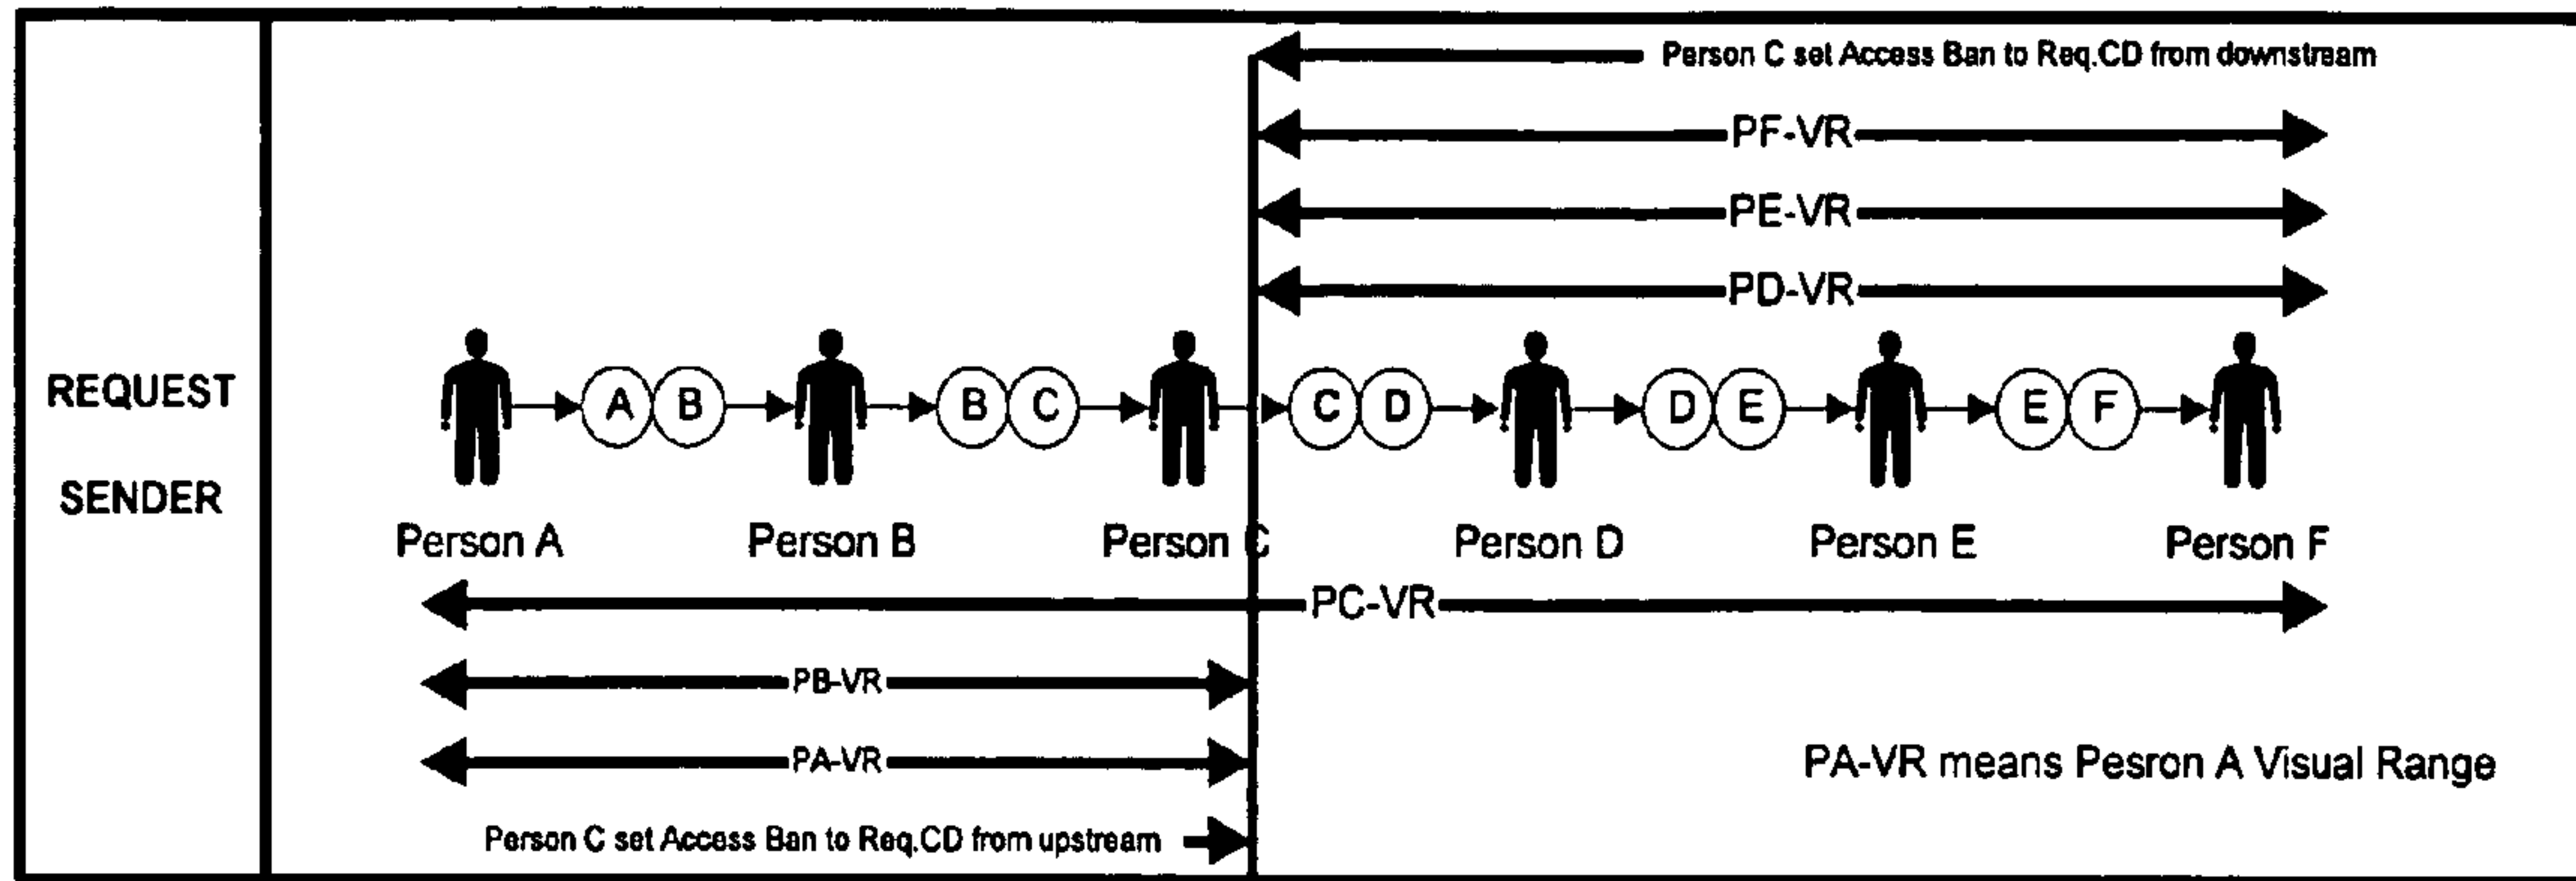 Person C set Access Ban to Req.CD from downstream
PF-VR
PE-VR
PD-VR
REQUEST
SENDER
A B B C C D D E E F
Person A Person B Person C Person D Person E Person F
PC-VR
PB-VR
PA-VR
PA-VR means Pesron A Visual Range
Person C set Access Ban to Req.CD from upstream